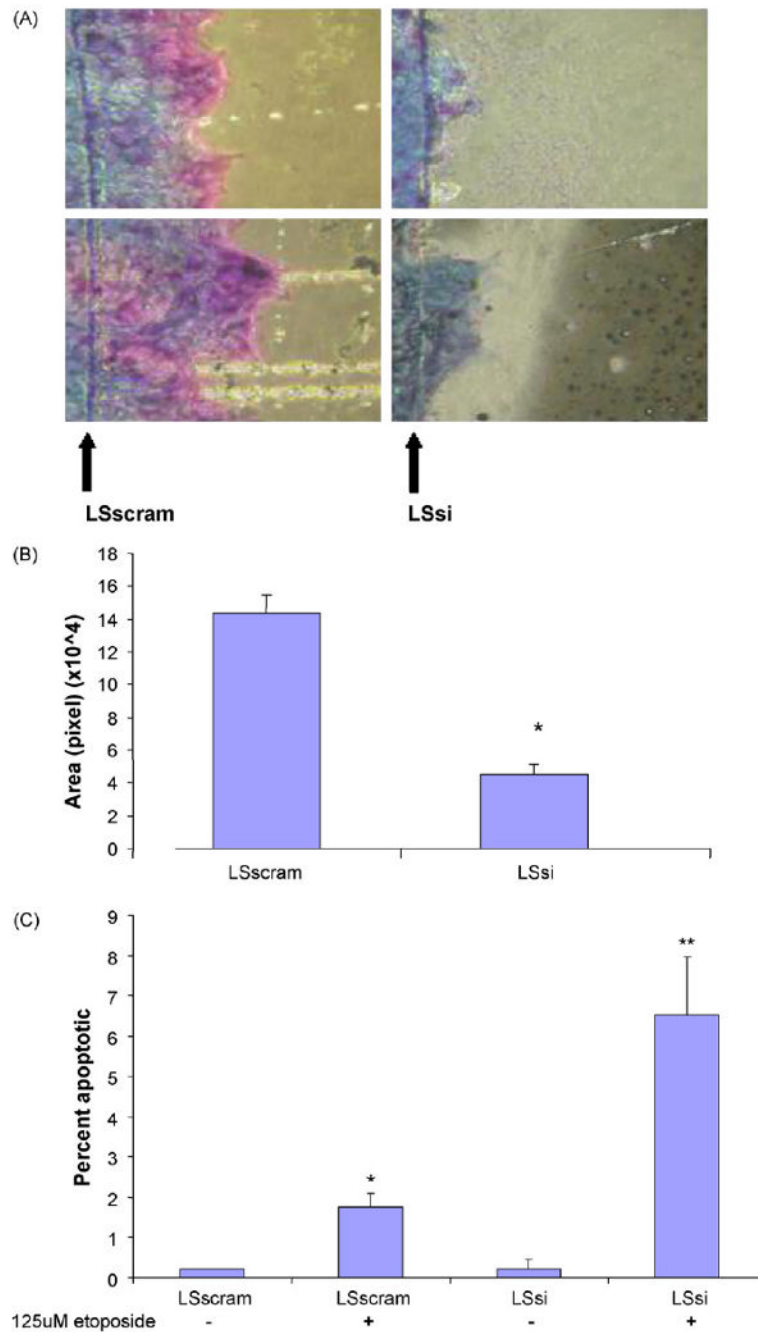 (A)
LSscram LSsi
(B)
Area (pixel) (x10^4)
18
16
14
12
10
8
6
4
2
0
*
LSscram LSsi
(C)
Percent apoptotic
9
8
7
6
5
4
3
2
1
0
*
**
LSscram LSscram LSsi LSsi
125uM etoposide - + - +